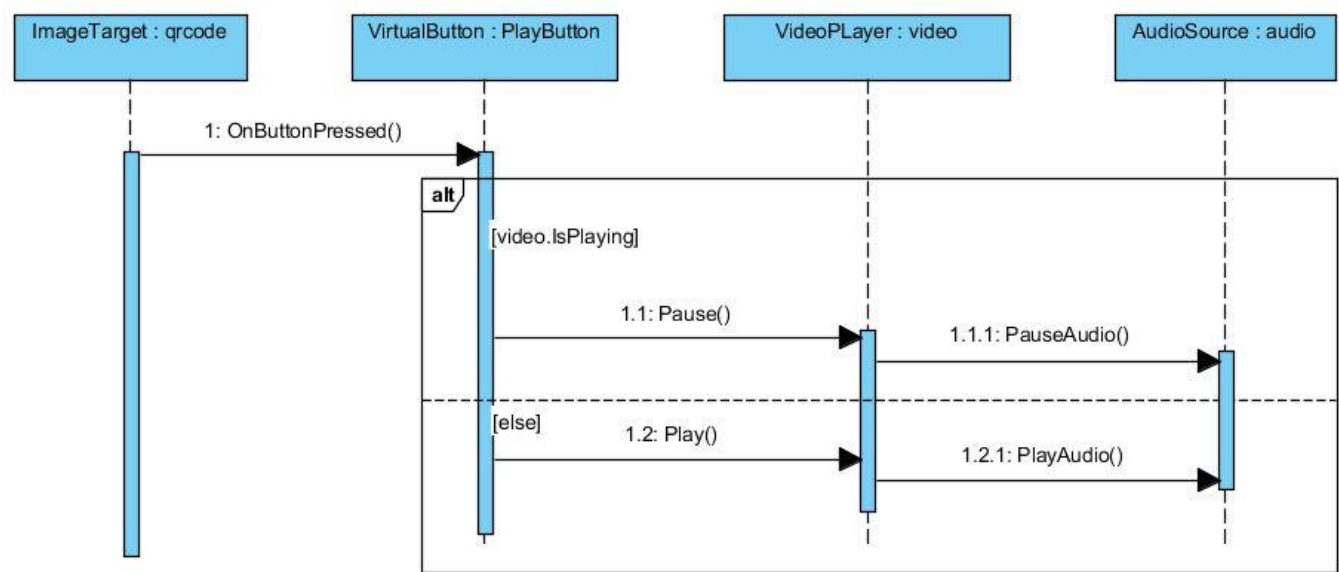 ImageTarget : qrcode
VirtualButton : PlayButton
VideoPLayer : video
AudioSource : audio
1: OnButtonPressed()
alt
[video.IsPlaying]
1.1: Pause()
1.1.1: PauseAudio()
[else]
1.2: Play()
1.2.1: PlayAudio()